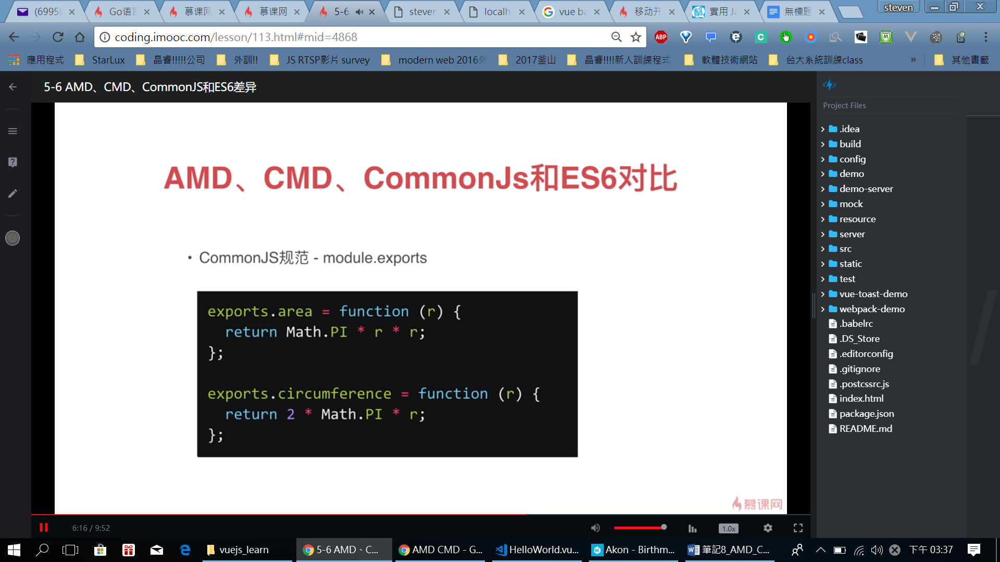 (6995
Go语言
慕课网
慕课网
5-6
steven
localh
vue ba
移动开
實用 Ja
無標題
steven
coding.imooc.com/lesson/113.html#mid=4868
ABP
應用程式
StarLux
晶睿!!!!!公司
外訓!!
JS RTSP影片 survey
modern web 2016外
2017釜山
晶睿!!!!新人訓練程式
軟體技術網站
台大系統訓練class
»
其他書籤
5-6 AMD、CMD、CommonJS和ES6差异
AMD、CMD、CommonJs和ES6对比
• CommonJS规范 - module.exports
exports.area = function (r) {
return Math.PI * r * r;
};
exports.circumference = function (r) {
return 2 * Math.PI * r;
};
慕课网
6:16 / 9:52
1.0x
Project Files
.idea
build
config
demo
demo-server
mock
resource
server
src
static
test
vue-toast-demo
webpack-demo
.babelrc
.DS_Store
.editorconfig
.gitignore
.postcssrc.js
index.html
package.json
README.md
vuejs_learn
5-6 AMD、C...
AMD CMD - G...
HelloWorld.vu...
Akon - Birthm...
筆記8_AMD_C...
下午 03:37